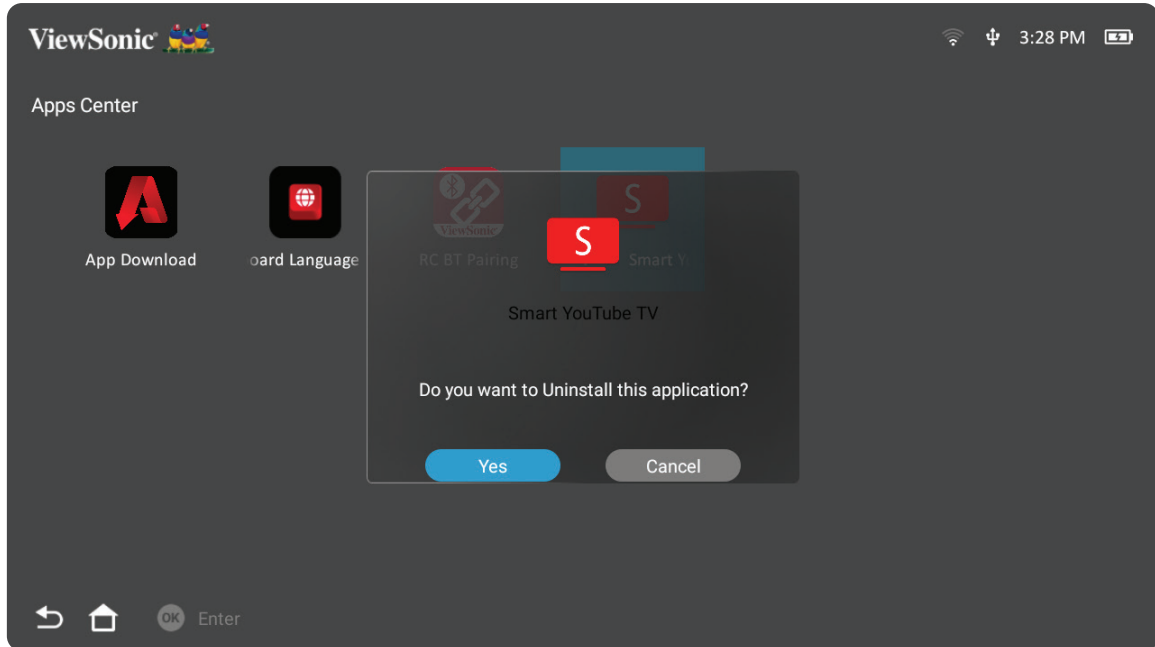 ViewSonic
3:28 PM
Apps Center
S
ViewSonic
S
App Download
oard Language
RC BT Pairing
Smart Y
Smart YouTube TV
Do you want to Uninstall this application?
Yes
Cancel
OK
Enter